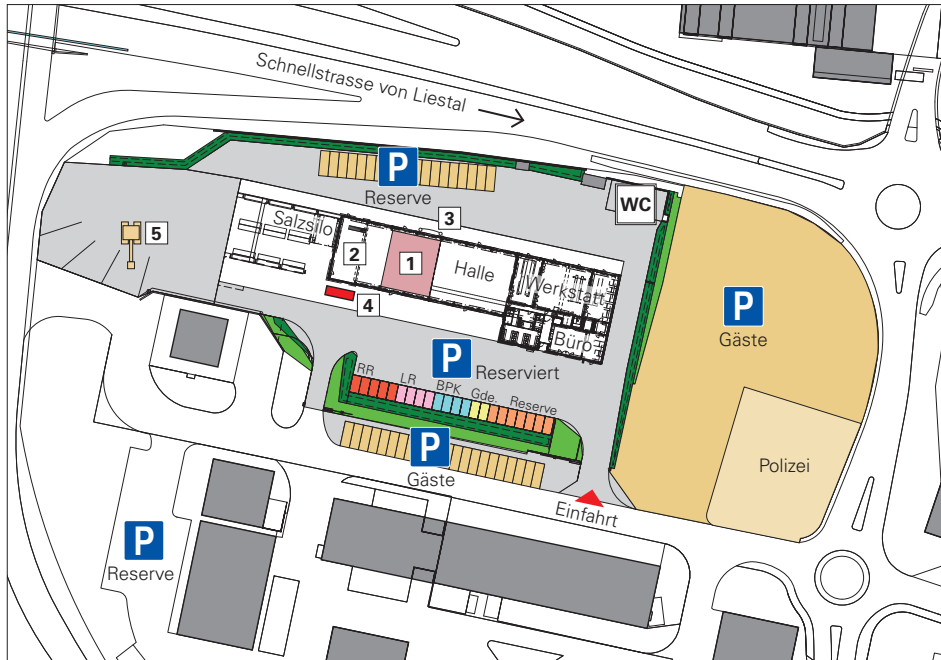 Schnellstrasse von Liestal
P
Reserve
WC
3
Salzsilo
5
2
1
Halle
Werkstatt
4
Büro
P
Gäste
P
Reserviert
RR
LR
BPK
Gde.
Reserve
P
Gäste
Polizei
Einfahrt
P
Reserve